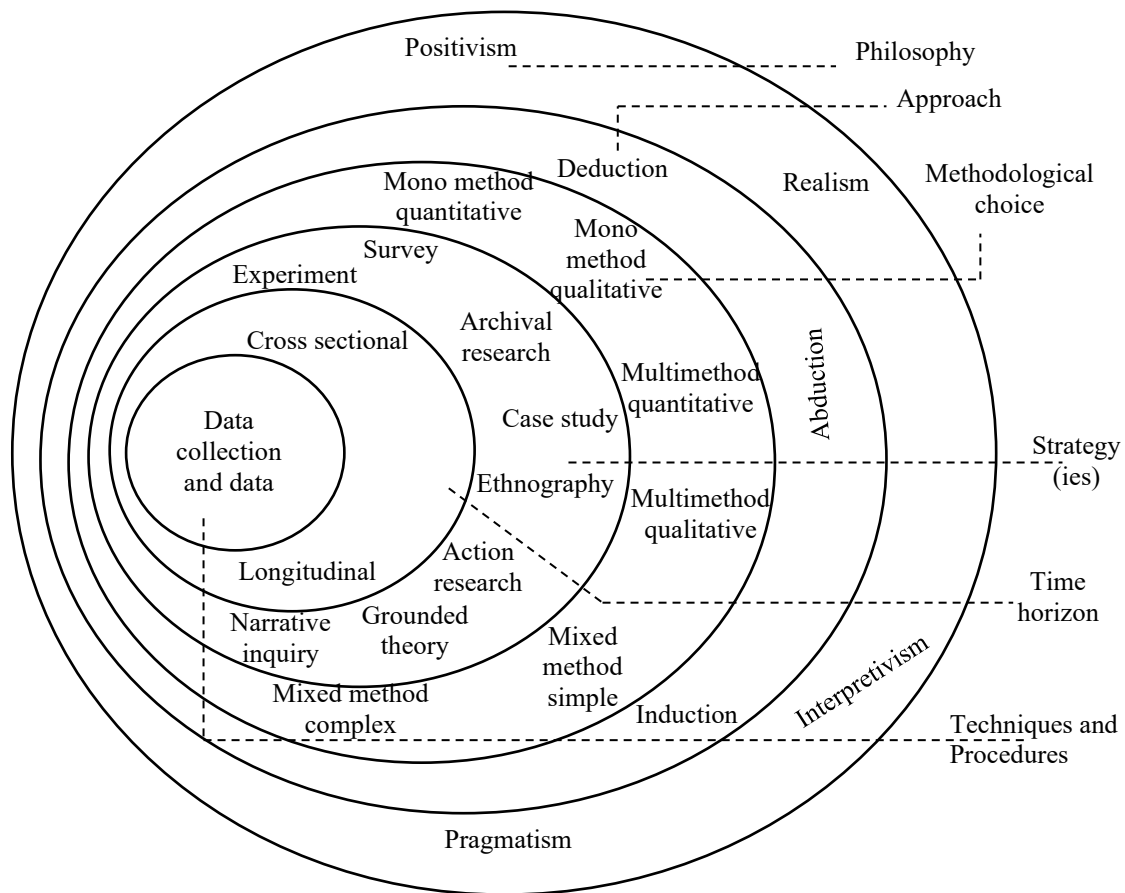 Positivism
Philosophy
Approach
Deduction
Realism
Methodological
choice
Mono method
quantitative
Mono
method
qualitative
Survey
Experiment
Archival
research
Cross sectional
Multimethod
quantitative
Abduction
Case study
Data
collection
and data
Strategy
(ies)
Ethnography
Multimethod
qualitative
Action
research
Longitudinal
Time
horizon
Narrative
inquiry
Grounded
theory
Mixed
method
simple
Interpretivism
Mixed method
complex
Induction
Techniques and
Procedures
Pragmatism